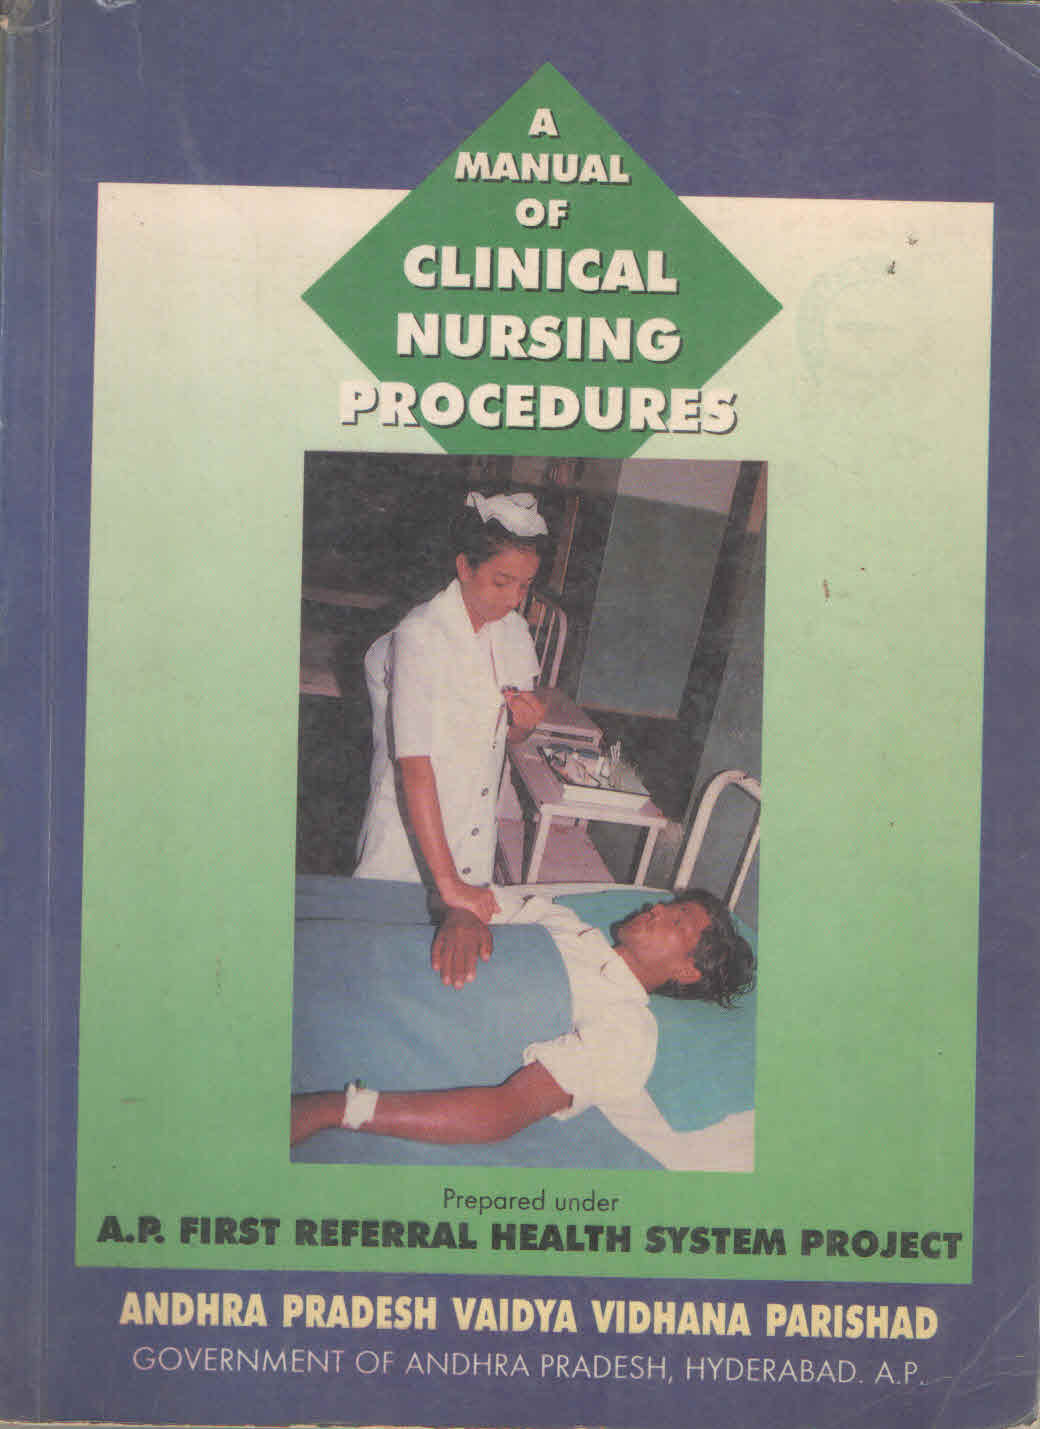 A
MANUAL
OF
CLINICAL
NURSING
PROCEDURES
Prepared under
A.P. FIRST REFERRAL HEALTH SYSTEM PROJECT
ANDHRA PRADESH VAIDYA VIDHANA PARISHAD
GOVERNMENT OF ANDHRA PRADESH, HYDERABAD. A.P.